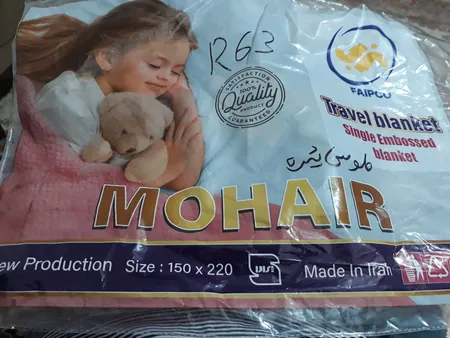 R63
SATISFACTION
100%
Quality
PRODUCT
GUARANTEED
FAIPCO
Travel blanket
Single Embossed
blanket
MOHAIR
ew Production Size : 150 x 220 Made In Iran